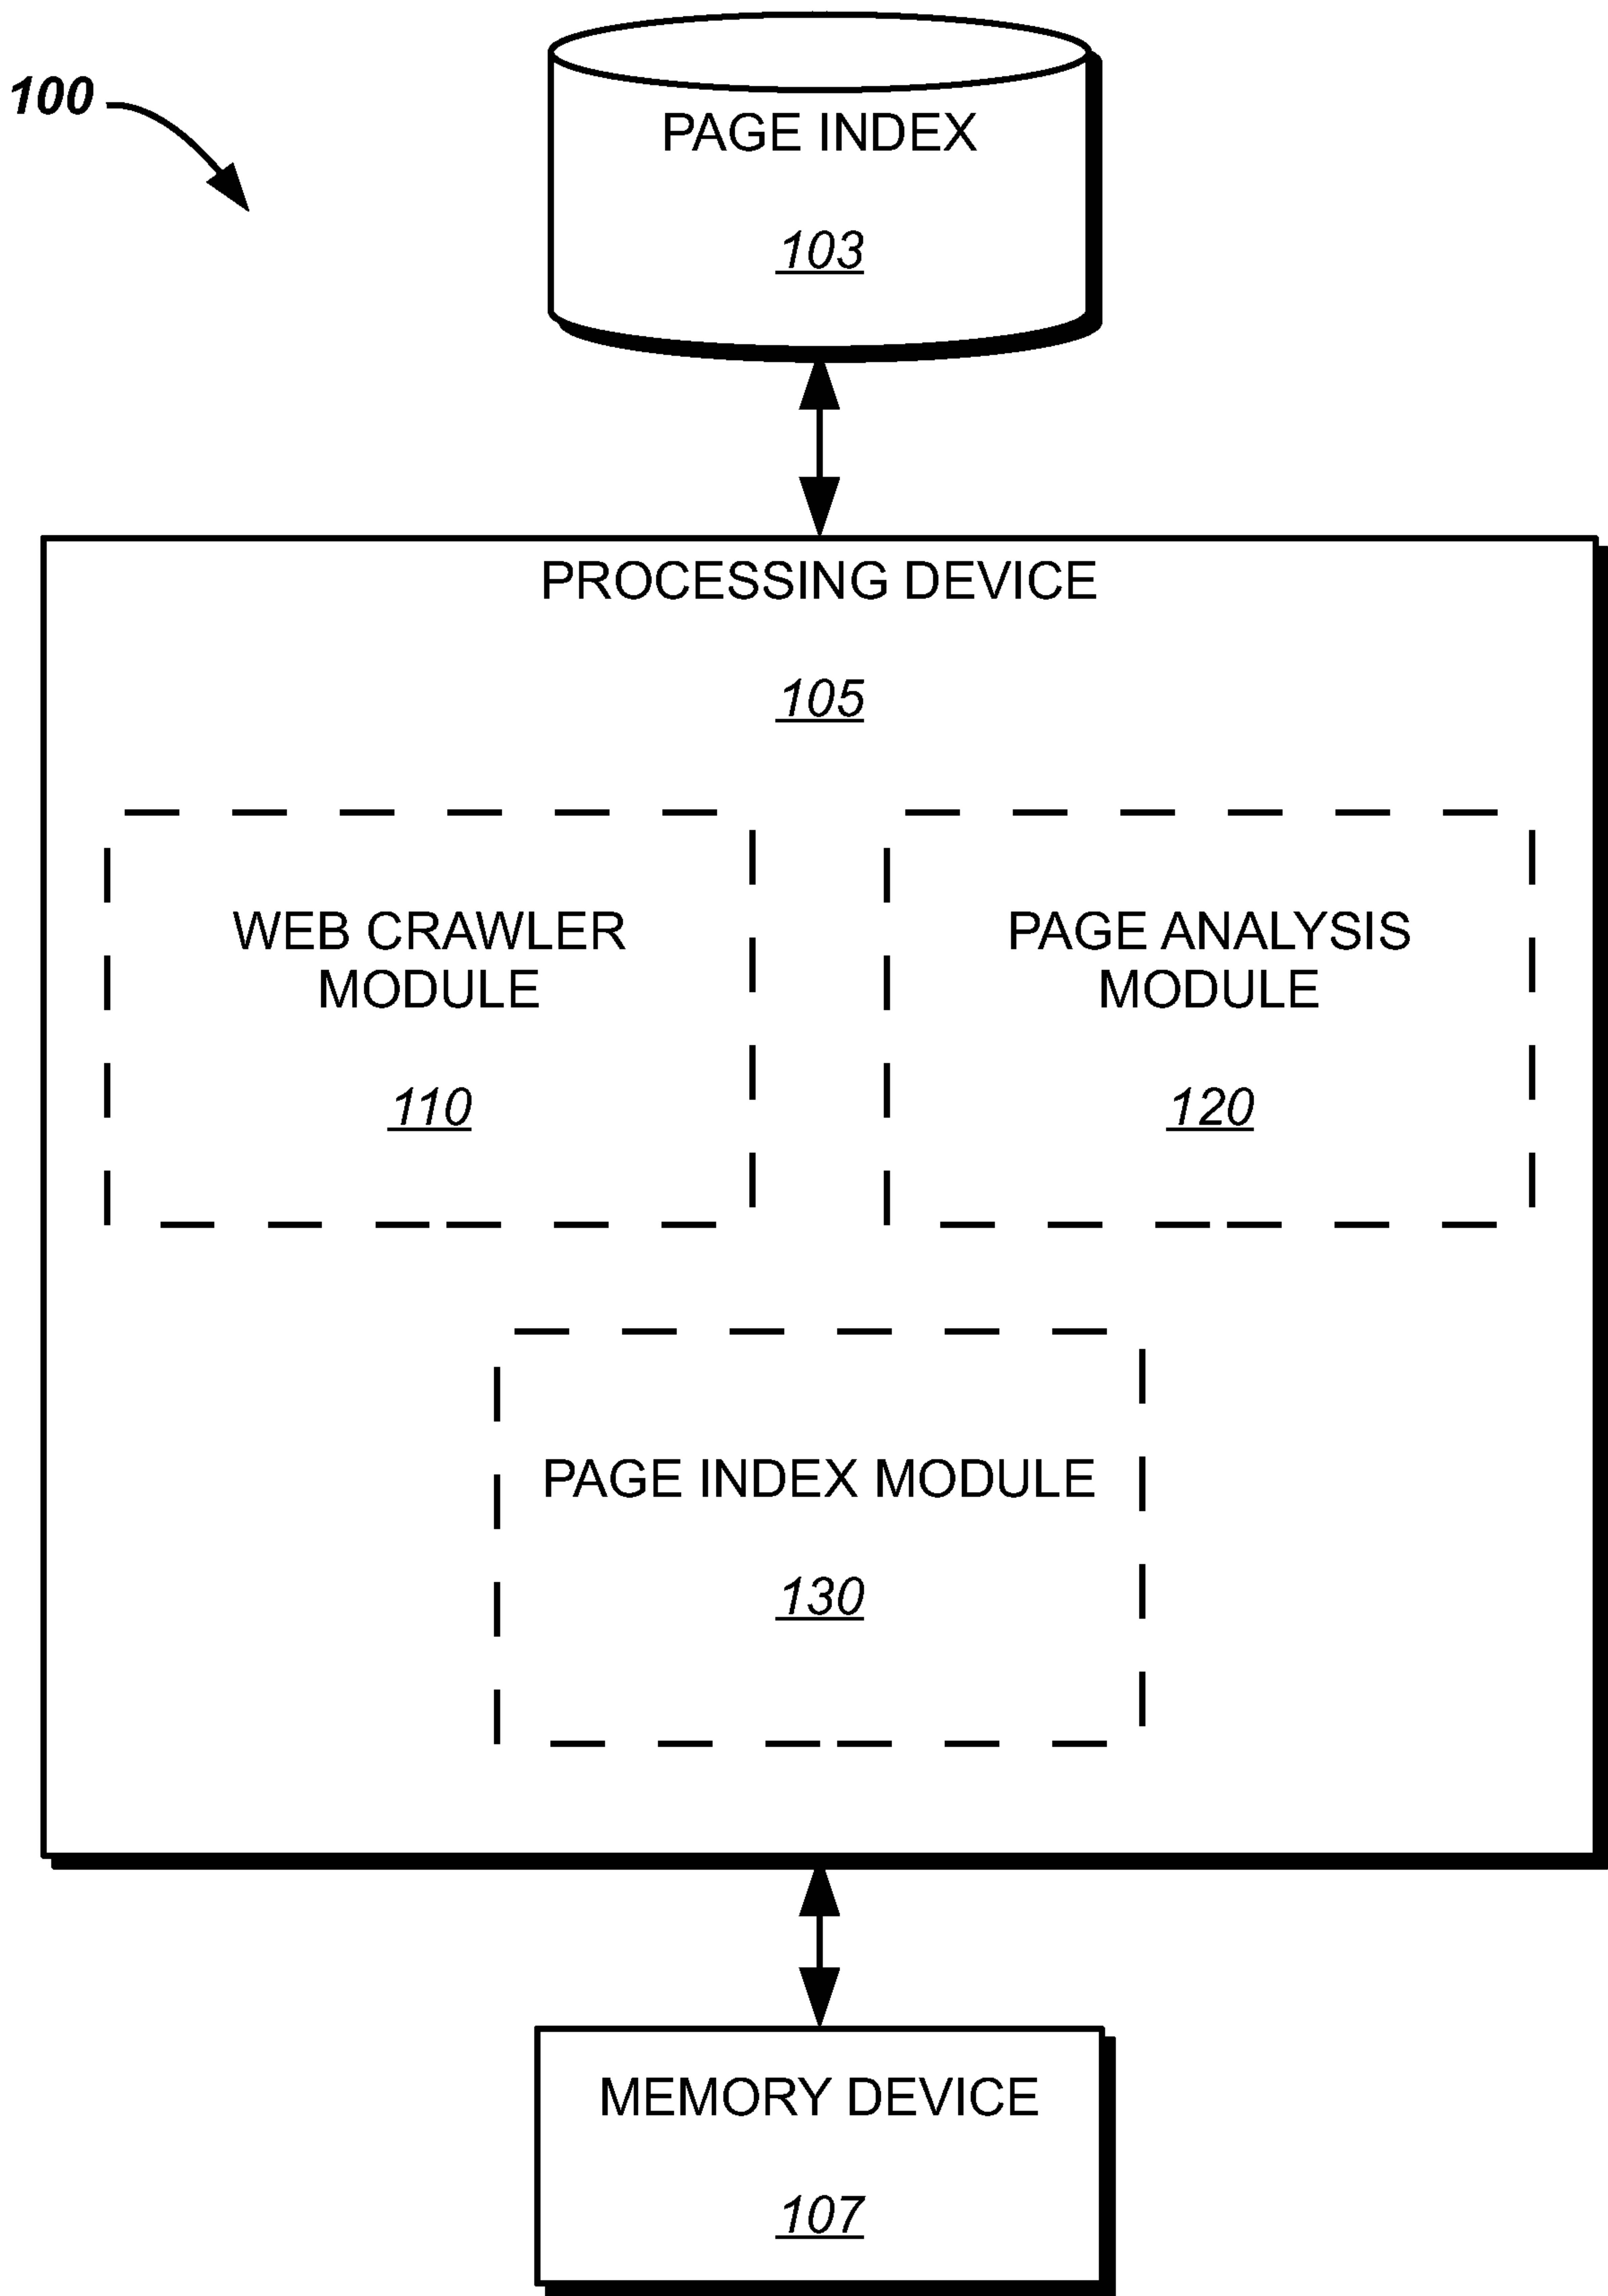 100
PAGE INDEX
103
PROCESSING DEVICE
105
WEB CRAWLER
MODULE
110
PAGE ANALYSIS
MODULE
120
PAGE INDEX MODULE
130
MEMORY DEVICE
107